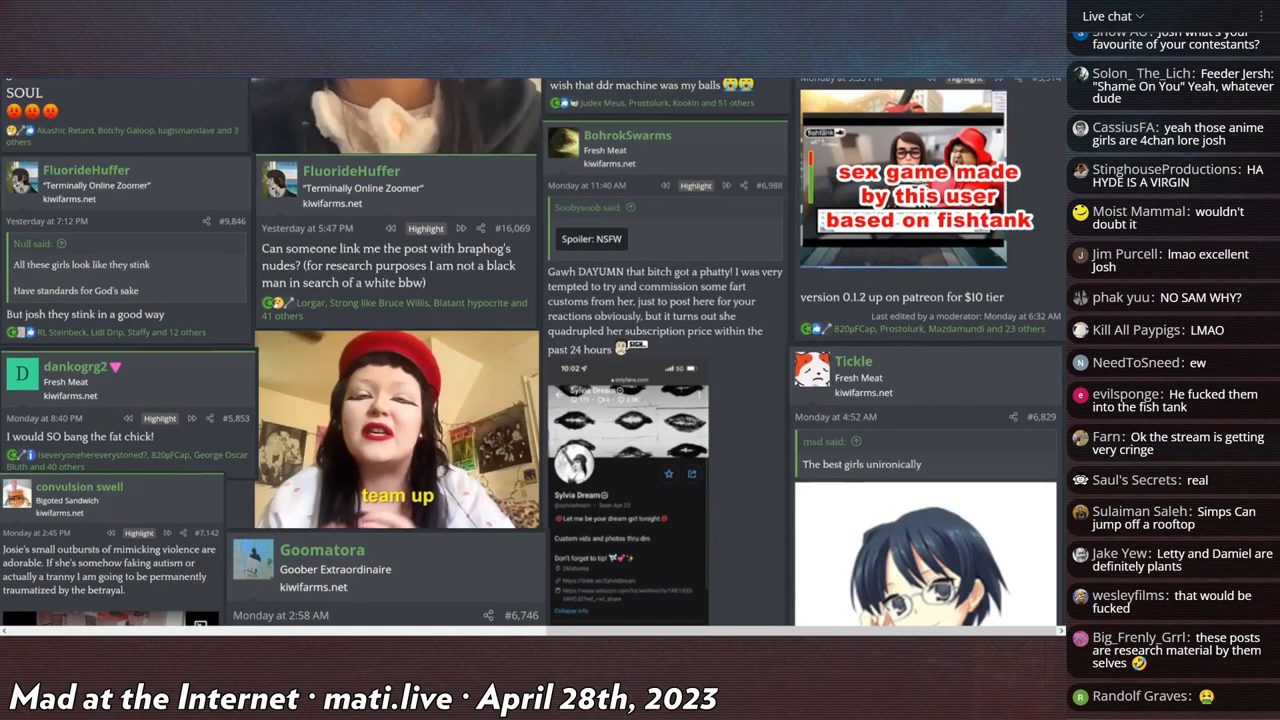 SOUL
Akashic Retard, Botchy Galoop, luigismanslave and 3
others
FluorideHuffer
"Terminally Online Zoomer"
kiwifarms.net
Yesterday at 7:12 PM
#9,846
Null said:
All these girls look like they stink
Have standards for God's sake
But josh they stink in a good way
RL Steinbeck, Lidl Drip, Staffy and 12 others
D
dankogrg2
Fresh Meat
kiwifarms.net
Monday at 8:40 PM
Highlight
#5,853
I would SO bang the fat chick!
Iseveryonehereverystoned?, 820μFCap, George Oscar
Bluth and 40 others
convulsion swell
Bigoted Sandwich
kiwifarms.net
Monday at 2:45 PM
Highlight
#7,142
Josie's small outbursts of mimicking violence are
adorable. If she's somehow faking autism or
actually a tranny I am going to be permanently
traumatized by the betrayal.
FluorideHuffer
"Terminally Online Zoomer"
kiwifarms.net
Yesterday at 5:47 PM
Highlight
#16,069
Can someone link me the post with braphog's
nudes? (for research purposes I am not a black
man in search of a white bbw)
Lorgar, Strong like Bruce Willis, Blatant hypocrite and
41 others
team up
Goomatora
Goober Extraordinaire
kiwifarms.net
Monday at 2:58 AM
#6,746
wish that ddr machine was my balls
Judex Meus, Prostolurk, Kookin and 51 others
BohrokSwarms
Fresh Meat
kiwifarms.net
Monday at 11:40 AM
Highlight
#6,988
Soobysoob said:
Spoiler: NSFW
Gawh DAYUMN that bitch got a phatty! I was very
tempted to try and commission some fart
customs from her, just to post here for your
reactions obviously, but it turns out she
quadrupled her subscription price within the
past 24 hours
SIGH...
10:02
5G
onlyfans.com
Sylvia Dream
Sylvia Dream
Let me be your dream girl tonight
Custom vids and photos thru dm
Don't forget to tip!
Oklahoma
Collapse info
Highlight
fishtank
sex game made
by this user
based on fishtank
version 0.1.2 up on patreon for $10 tier
Last edited by a moderator: Monday at 6:32 AM
820μFCap, Prostolurk, Mazdamundi and 23 others
Tickle
Fresh Meat
kiwifarms.net
Monday at 4:52 AM
#6,829
msd said:
The best girls unironically
Live chat
favourite of your contestants?
Solon_ The_Tain: Feeder Jersh
"Shame On You" Yeah, whatever
dude
CassiusFA: yeah those anime
girls are 4chan lore josh
StinghouseProductions: HA
HYDE IS A VIRGIN
Moist Mammal: wouldn't
doubt it
Jim Purcell: lmao excellent
Josh
phak yuu: NO SAM WHY?
Kill All Paypigs: LMAO
NeedToSneed: ew
evilsponge: He fucked them
into the fish tank
Farn: Ok the stream is getting
very cringe
Saul's Secrets: real
Sulaiman Saleh: Simps Can
jump off a rooftop
Jake Yew: Letty and Damiel are
definitely plants
wesleyfilms: that would be
fucked
Big_Frenly_Grrl: these posts
are research material by them
selves
Randolf Graves:
Mad at the Internet · mati.live · April 28th, 2023